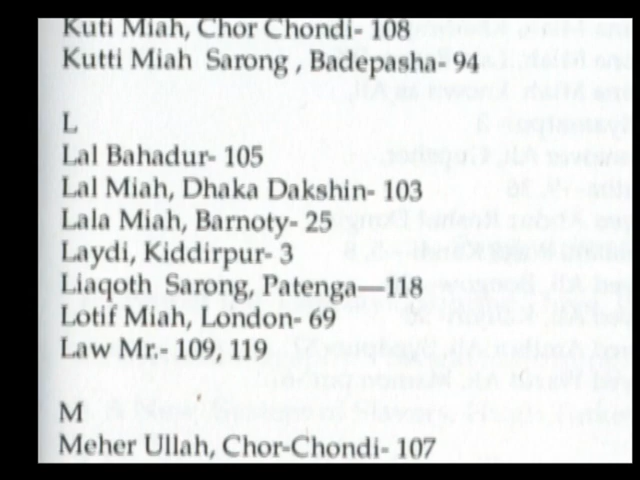 Kuti Miah, Chor Chondi- 108
Kutti Miah Sarong , Badepasha- 94
L
Lal Bahadur- 105
Lal Miah, Dhaka Dakshin- 103
Lala Miah, Barnoty- 25
Laydi, Kiddirpur- 3
Liaqoth Sarong, Patenga—118
Lotif Miah, London- 69
Law Mr.- 109, 119
M
Meher Ullah, Chor-Chondi- 107